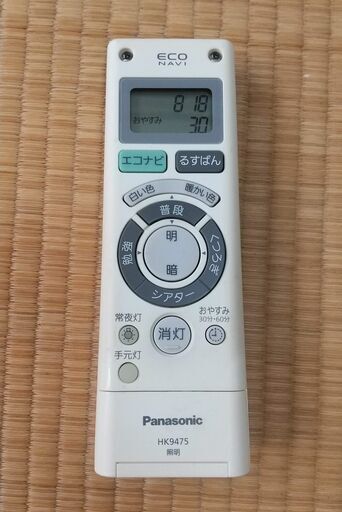 ECO
NAVI
8 18
おやすみ 30
エコナビ るすばん
白い色 暖かい色
普段
勉強 明 くつろぎ
暗
シアター
常夜灯 消灯 おやすみ
30分・60分
手元灯
Panasonic
HK9475
照明